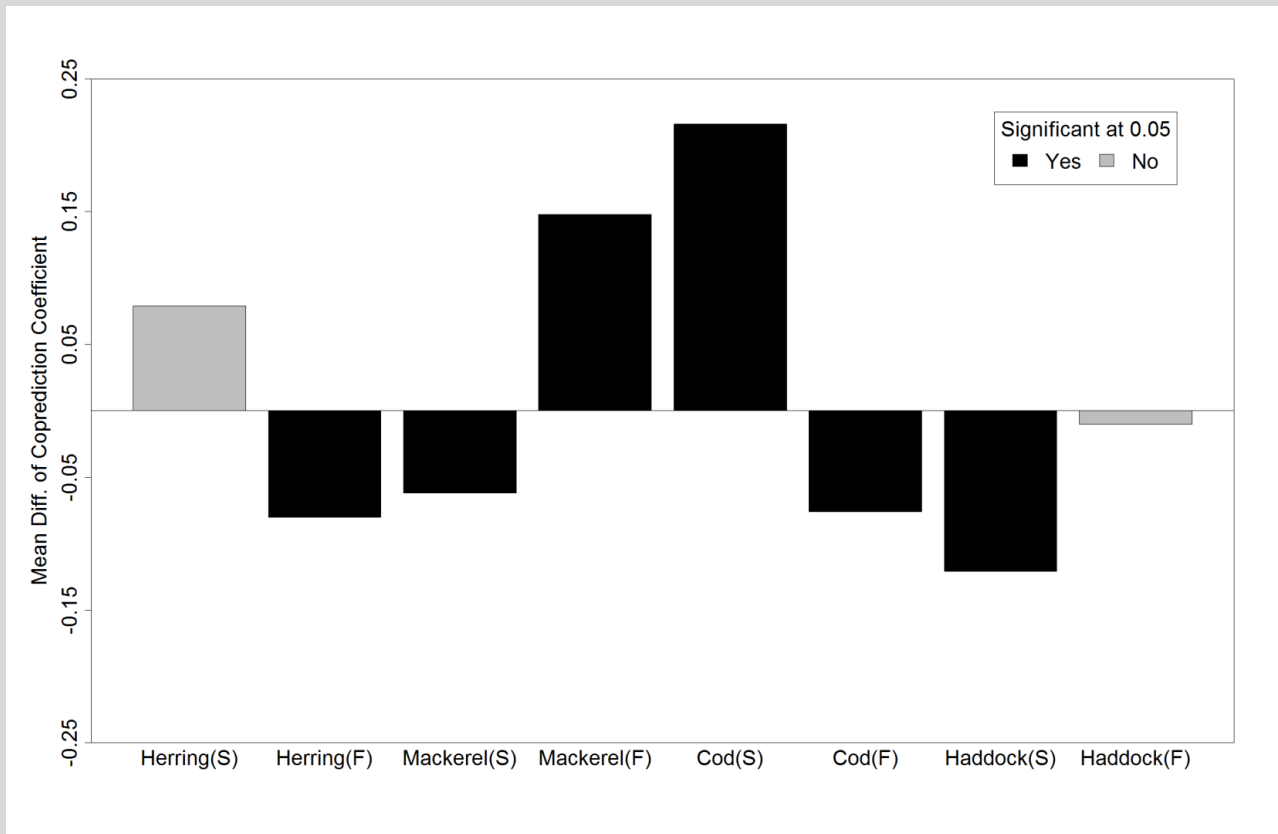 Mean Diff. of Coprediction Coefficient
0.25
0.15
0.05
-0.05
-0.15
-0.25
Significant at 0.05
Yes No
Herring(S) Herring(F) Mackerel(S) Mackerel(F) Cod(S) Cod(F) Haddock(S) Haddock(F)